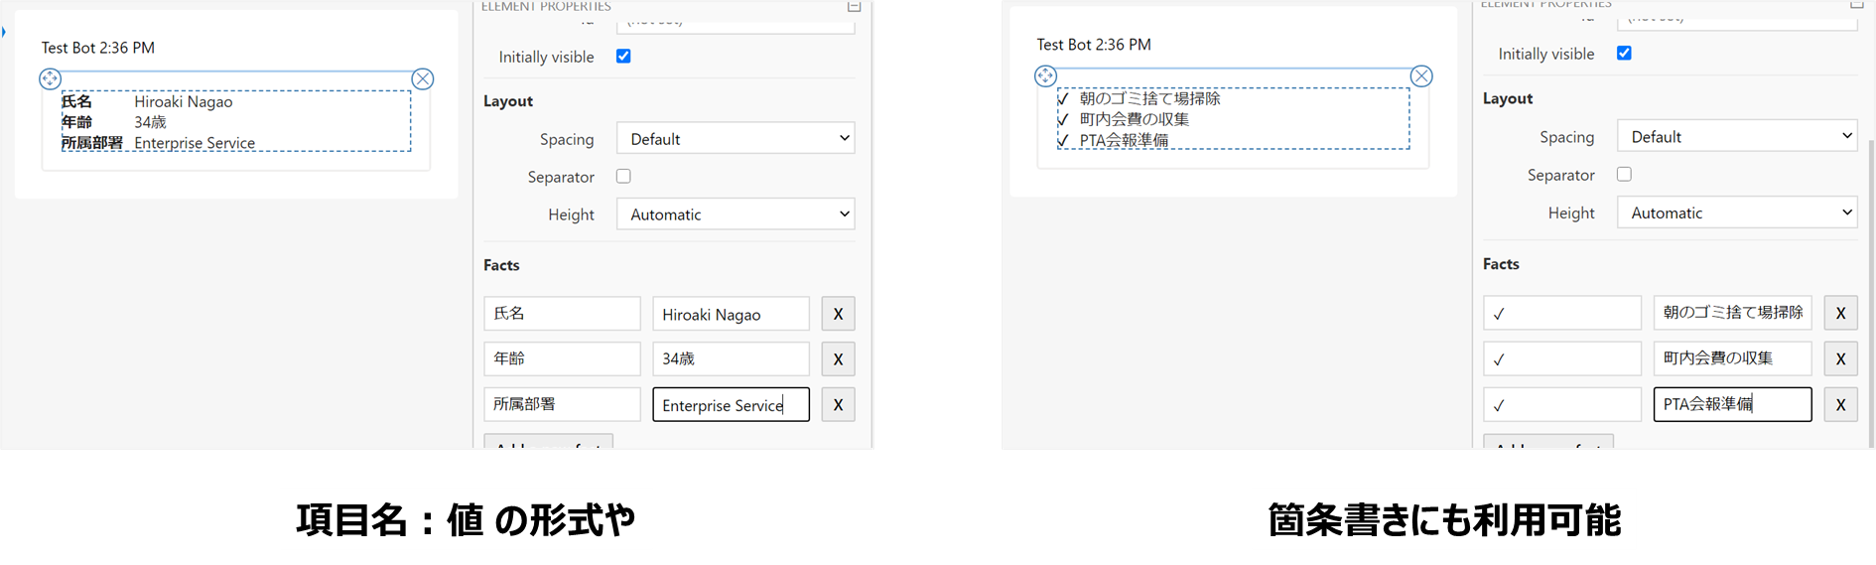 ELEMENT PROPERTIES
Test Bot 2:36 PM
Initially visible
氏名 Hiroaki Nagao
年齢 34歳
所属部署 Enterprise Service
Layout
Spacing Default
Separator
Height Automatic
Facts
氏名 Hiroaki Nagao X
年齢 34歳 X
所属部署 Enterprise Service X
項目名：値 の形式や
ELEMENT PROPERTIES
Test Bot 2:36 PM
Initially visible
✓ 朝のゴミ捨て場掃除
✓ 町内会費の収集
✓ PTA会報準備
Layout
Spacing Default
Separator
Height Automatic
Facts
✓ 朝のゴミ捨て場掃除 X
✓ 町内会費の収集 X
✓ PTA会報準備 X
箇条書きにも利用可能